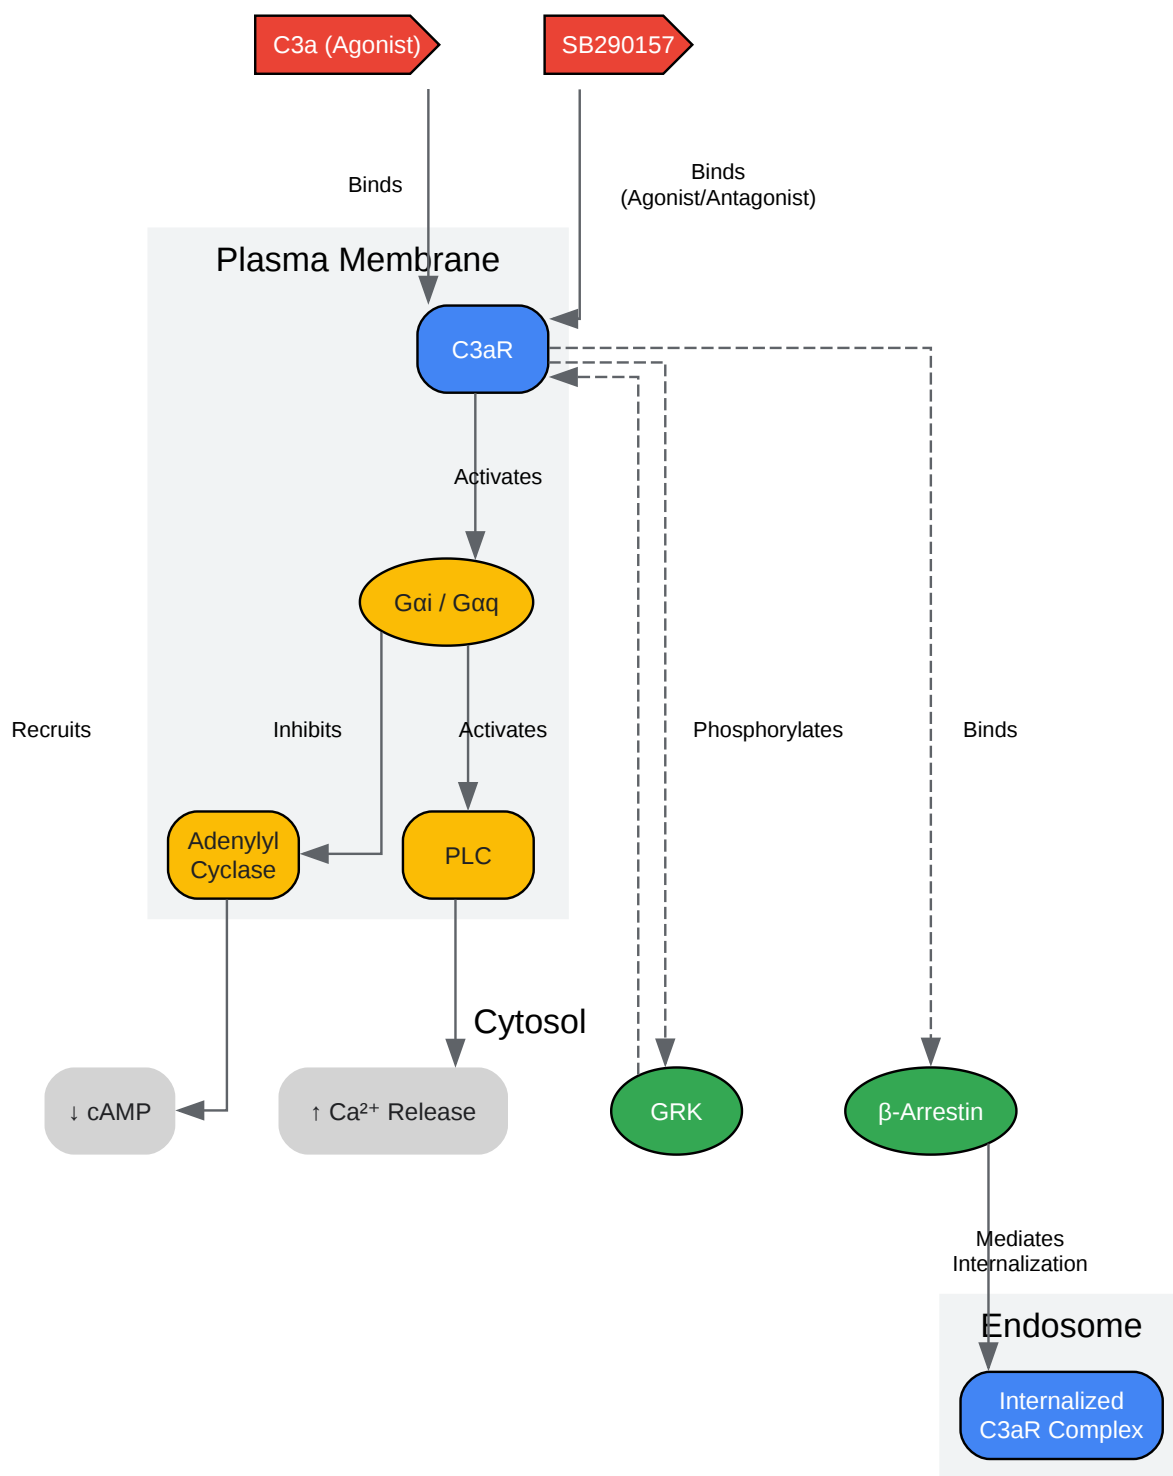 C3a (Agonist)
SB290157
Binds
Binds
(Agonist/Antagonist)
Plasma Membrane
C3aR
Activates
Gαi / Gαq
Recruits
Inhibits
Activates
Phosphorylates
Binds
Adenylyl
Cyclase
PLC
Cytosol
↓ cAMP
↑ Ca²⁺ Release
GRK
β-Arrestin
Mediates
Internalization
Endosome
Internalized
C3aR Complex